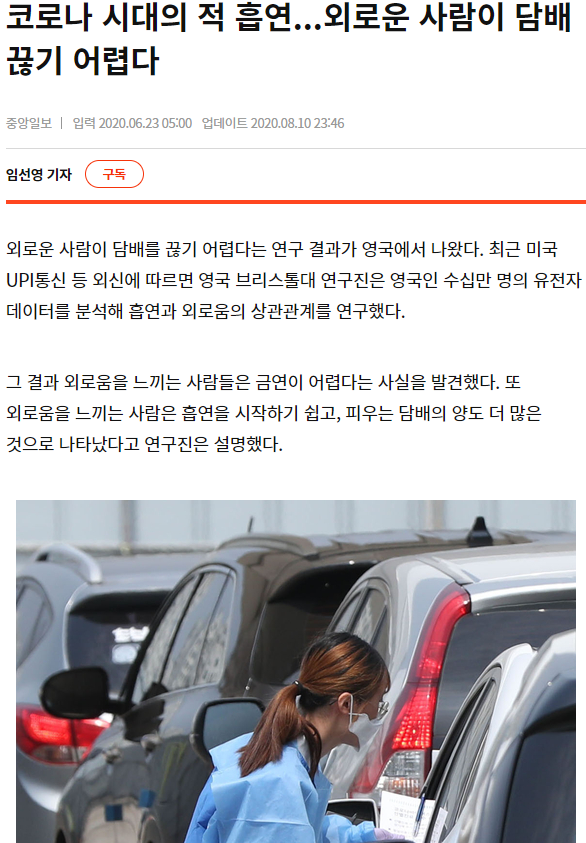 코로나 시대의 적 흡연...외로운 사람이 담배
끊기 어렵다
중앙일보 | 입력 2020.06.23 05:00 업데이트 2020.08.10 23:46
임선영 기자 구독
외로운 사람이 담배를 끊기 어렵다는 연구 결과가 영국에서 나왔다. 최근 미국
UPI통신 등 외신에 따르면 영국 브리스톨대 연구진은 영국인 수십만 명의 유전자
데이터를 분석해 흡연과 외로움의 상관관계를 연구했다.
그 결과 외로움을 느끼는 사람들은 금연이 어렵다는 사실을 발견했다. 또
외로움을 느끼는 사람은 흡연을 시작하기 쉽고, 피우는 담배의 양도 더 많은
것으로 나타났다고 연구진은 설명했다.